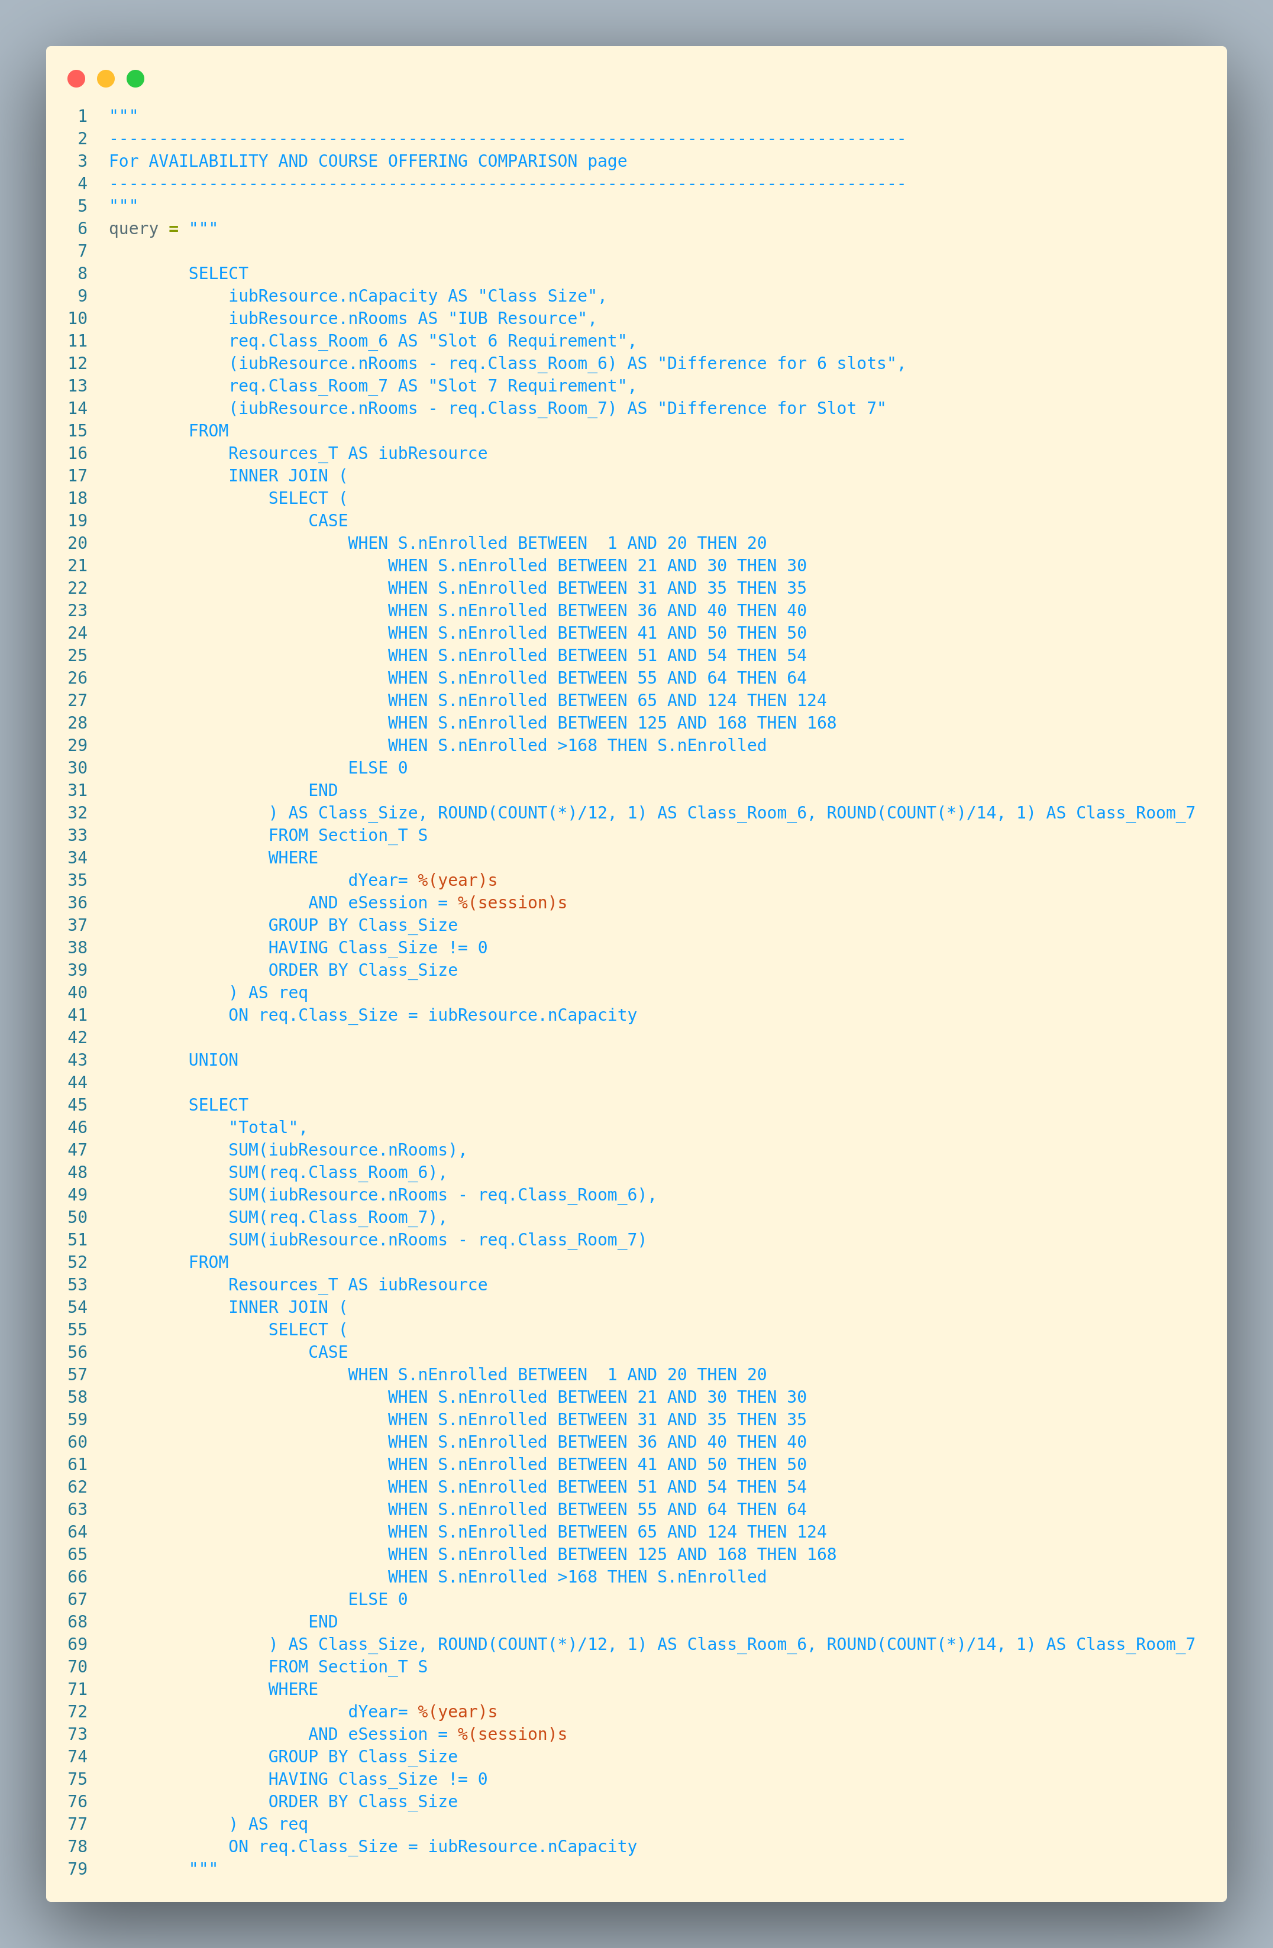 1 """
2 --------------------------------------------------------------------------------
3 For AVAILABILITY AND COURSE OFFERING COMPARISON page
4 --------------------------------------------------------------------------------
5 """
6 query = """
7
8         SELECT
9             iubResource.nCapacity AS "Class Size",
10             iubResource.nRooms AS "IUB Resource",
11             req.Class_Room_6 AS "Slot 6 Requirement",
12             (iubResource.nRooms - req.Class_Room_6) AS "Difference for 6 slots",
13             req.Class_Room_7 AS "Slot 7 Requirement",
14             (iubResource.nRooms - req.Class_Room_7) AS "Difference for Slot 7"
15         FROM
16             Resources_T AS iubResource
17             INNER JOIN (
18                 SELECT (
19                     CASE
20                         WHEN S.nEnrolled BETWEEN  1 AND 20 THEN 20
21                             WHEN S.nEnrolled BETWEEN 21 AND 30 THEN 30
22                             WHEN S.nEnrolled BETWEEN 31 AND 35 THEN 35
23                             WHEN S.nEnrolled BETWEEN 36 AND 40 THEN 40
24                             WHEN S.nEnrolled BETWEEN 41 AND 50 THEN 50
25                             WHEN S.nEnrolled BETWEEN 51 AND 54 THEN 54
26                             WHEN S.nEnrolled BETWEEN 55 AND 64 THEN 64
27                             WHEN S.nEnrolled BETWEEN 65 AND 124 THEN 124
28                             WHEN S.nEnrolled BETWEEN 125 AND 168 THEN 168
29                             WHEN S.nEnrolled >168 THEN S.nEnrolled
30                         ELSE 0
31                     END
32                 ) AS Class_Size, ROUND(COUNT(*)/12, 1) AS Class_Room_6, ROUND(COUNT(*)/14, 1) AS Class_Room_7
33                 FROM Section_T S
34                 WHERE
35                         dYear= %(year)s
36                     AND eSession = %(session)s
37                 GROUP BY Class_Size
38                 HAVING Class_Size != 0
39                 ORDER BY Class_Size
40             ) AS req
41             ON req.Class_Size = iubResource.nCapacity
42
43         UNION
44
45         SELECT
46             "Total",
47             SUM(iubResource.nRooms),
48             SUM(req.Class_Room_6),
49             SUM(iubResource.nRooms - req.Class_Room_6),
50             SUM(req.Class_Room_7),
51             SUM(iubResource.nRooms - req.Class_Room_7)
52         FROM
53             Resources_T AS iubResource
54             INNER JOIN (
55                 SELECT (
56                     CASE
57                         WHEN S.nEnrolled BETWEEN  1 AND 20 THEN 20
58                             WHEN S.nEnrolled BETWEEN 21 AND 30 THEN 30
59                             WHEN S.nEnrolled BETWEEN 31 AND 35 THEN 35
60                             WHEN S.nEnrolled BETWEEN 36 AND 40 THEN 40
61                             WHEN S.nEnrolled BETWEEN 41 AND 50 THEN 50
62                             WHEN S.nEnrolled BETWEEN 51 AND 54 THEN 54
63                             WHEN S.nEnrolled BETWEEN 55 AND 64 THEN 64
64                             WHEN S.nEnrolled BETWEEN 65 AND 124 THEN 124
65                             WHEN S.nEnrolled BETWEEN 125 AND 168 THEN 168
66                             WHEN S.nEnrolled >168 THEN S.nEnrolled
67                         ELSE 0
68                     END
69                 ) AS Class_Size, ROUND(COUNT(*)/12, 1) AS Class_Room_6, ROUND(COUNT(*)/14, 1) AS Class_Room_7
70                 FROM Section_T S
71                 WHERE
72                         dYear= %(year)s
73                     AND eSession = %(session)s
74                 GROUP BY Class_Size
75                 HAVING Class_Size != 0
76                 ORDER BY Class_Size
77             ) AS req
78             ON req.Class_Size = iubResource.nCapacity
79         """